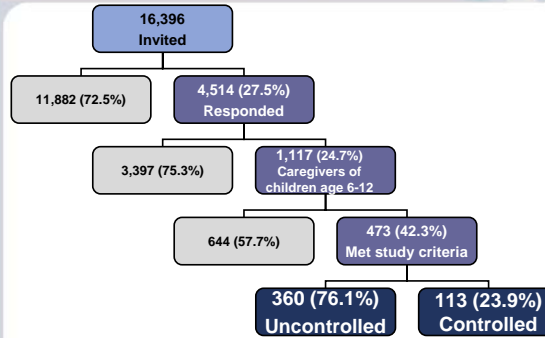 16,396
Invited
11,882 (72.5%)
4,514 (27.5%)
Responded
3,397 (75.3%)
1,117 (24.7%)
Caregivers of
children age 6-12
644 (57.7%)
473 (42.3%)
Met study criteria
360 (76.1%)
Uncontrolled
113 (23.9%)
Controlled